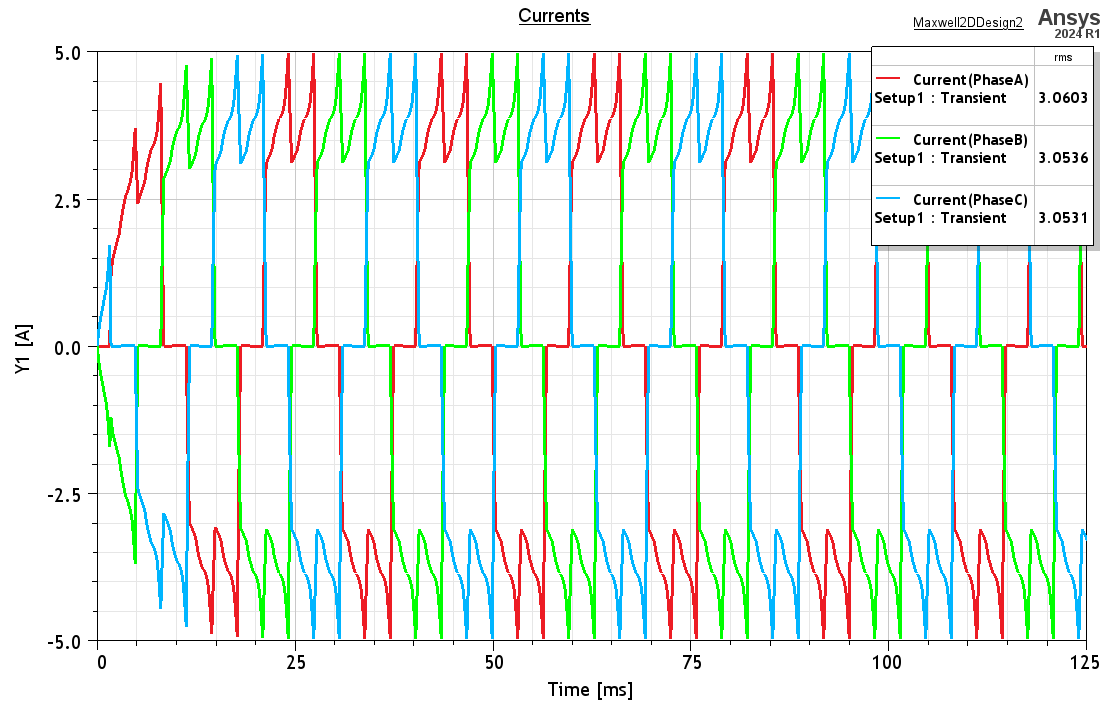 Currents
Maxwell2DDesign2
Ansys
2024 R1
rms
Current(PhaseA)
Setup1 : Transient 3.0603
Current(PhaseB)
Setup1 : Transient 3.0536
Current(PhaseC)
Setup1 : Transient 3.0531
5.0
2.5
0.0
-2.5
-5.0
Y1 [A]
0 25 50 75 100 125
Time [ms]